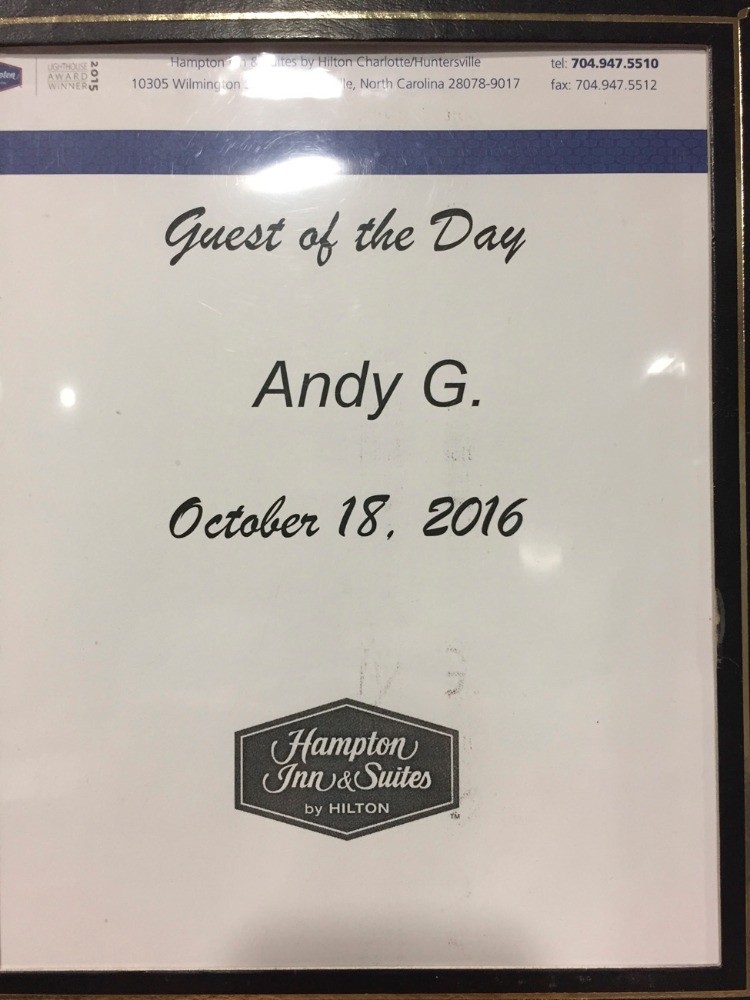 LIGHTHOUSE
AWARD
WINNER
2015
Hampton & by Hilton Charlotte/Huntersville
10305 Wilmington North Carolina 28078-9017
tel: 704.947.5510
fax: 704.947.5512
Guest of the Day
Andy G.
October 18, 2016
Hampton
Inn & Suites
by HILTON
TM